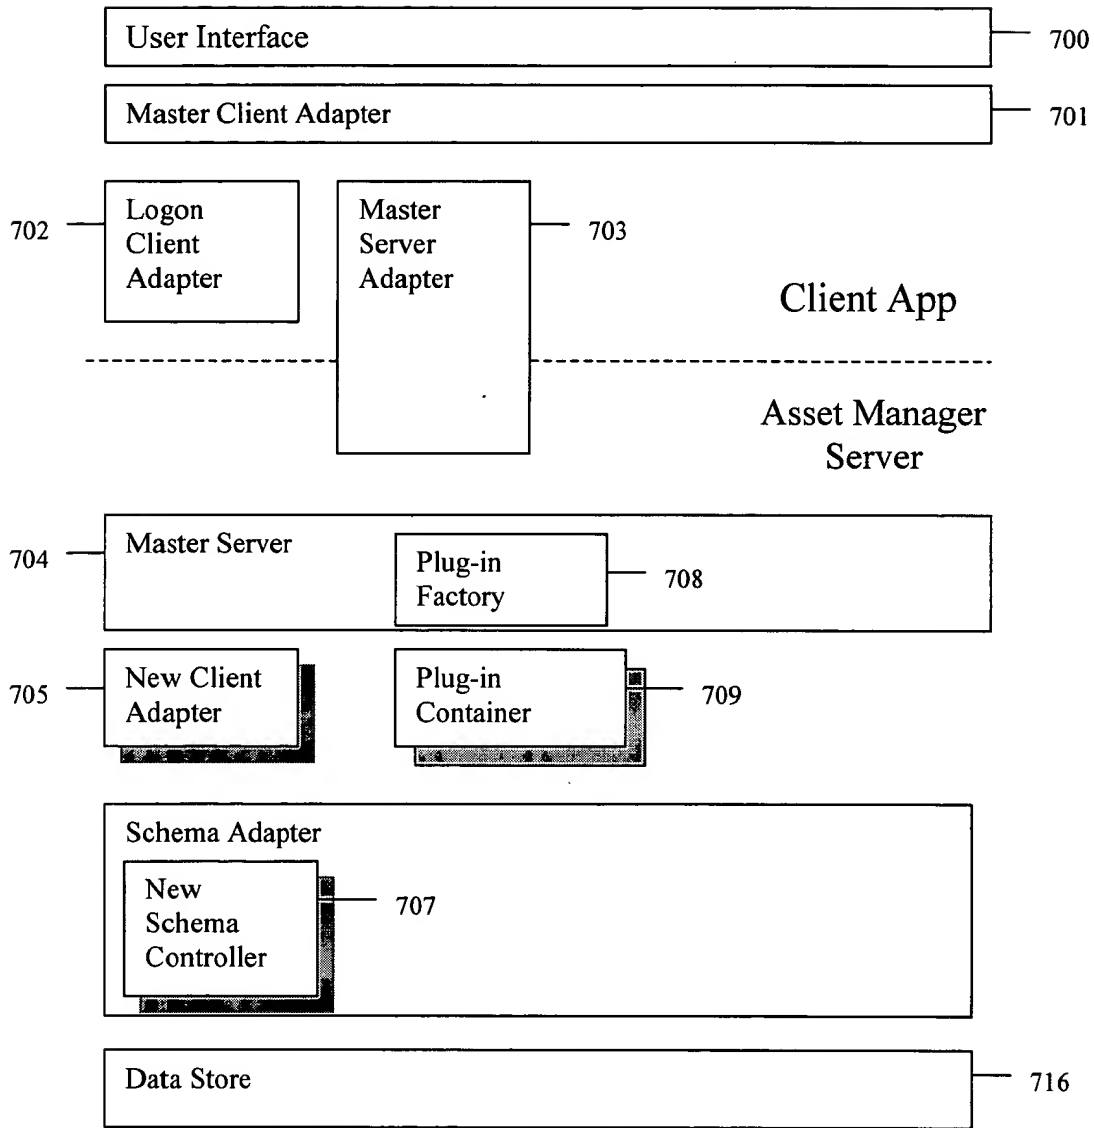 User Interface
700
Master Client Adapter
701
702
Logon
Client
Adapter
Master
Server
Adapter
703
Client App
Asset Manager
Server
704
Master Server
Plug-in
Factory
708
705
New Client
Adapter
Plug-in
Container
709
Schema Adapter
New
Schema
Controller
707
Data Store
716